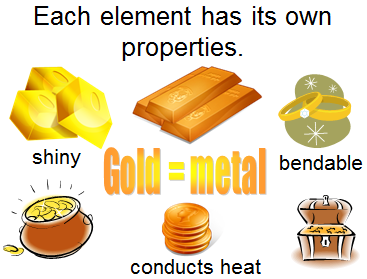 Each element has its own
properties.
shiny
Gold = metal
bendable
conducts heat